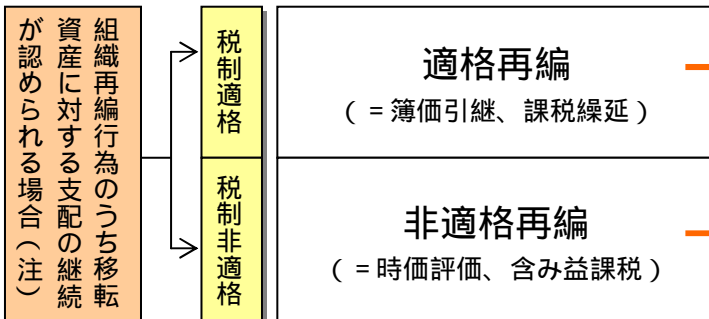 組織再編行為のうち移転
資産に対する支配の継続
が認められる場合（注）
税制適格
適格再編
（＝簿価引継、課税繰延）
税制非適格
非適格再編
（＝時価評価、含み益課税）